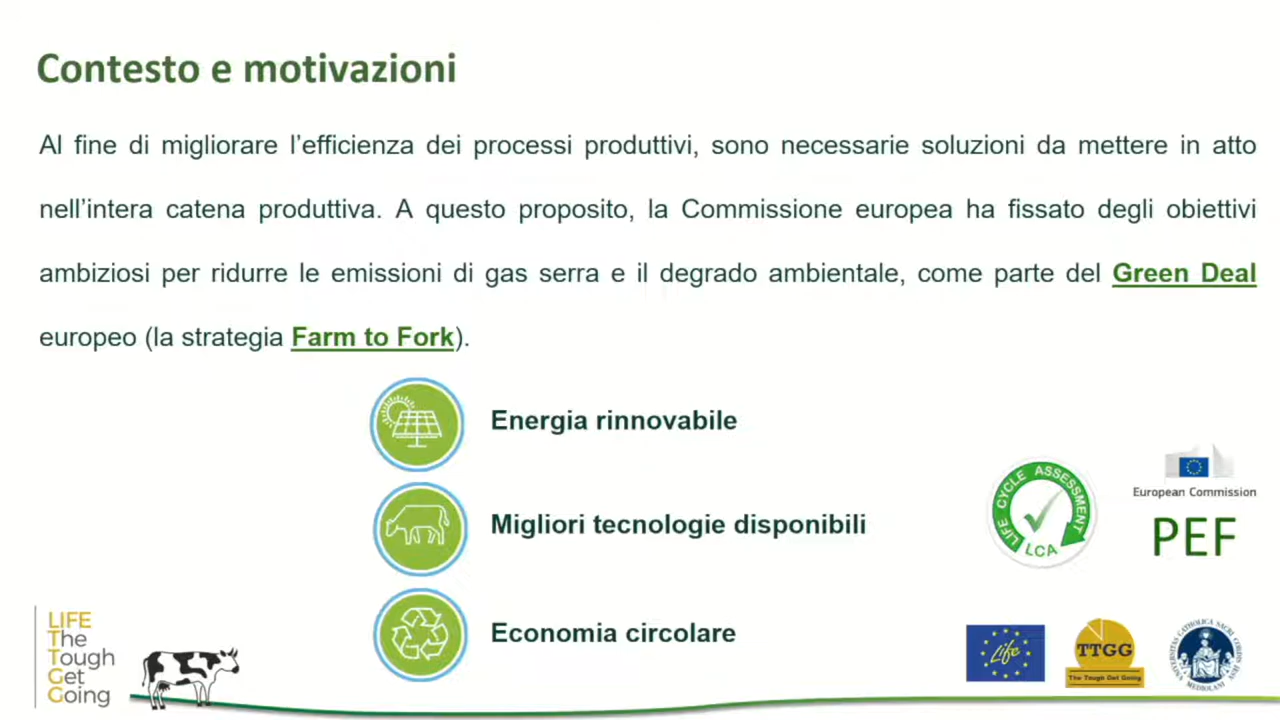 Contesto e motivazioni
Al fine di migliorare l’efficienza dei processi produttivi, sono necessarie soluzioni da mettere in atto
nell’intera catena produttiva. A questo proposito, la Commissione europea ha fissato degli obiettivi
ambiziosi per ridurre le emissioni di gas serra e il degrado ambientale, come parte del Green Deal
europeo (la strategia Farm to Fork).
Energia rinnovabile
Migliori tecnologie disponibili
Economia circolare
LIFE CYCLE ASSESSMENT
LCA
European Commission
PEF
LIFE
The
Tough
Get
Going
Life
TTGG
The Tough Get Going